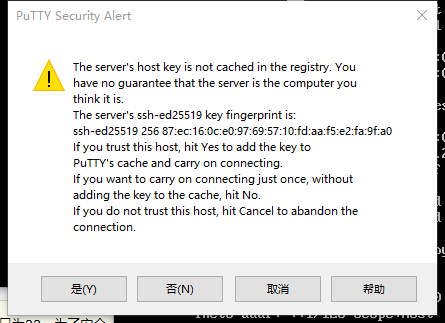 PuTTY Security Alert
The server's host key is not cached in the registry. You
have no guarantee that the server is the computer you
think it is.
The server's ssh-ed25519 key fingerprint is:
ssh-ed25519 256 87:ec:16:0c:e0:97:69:57:10:fd:aa:f5:e2:fa:9f:a0
If you trust this host, hit Yes to add the key to
PuTTY's cache and carry on connecting.
If you want to carry on connecting just once, without
adding the key to the cache, hit No.
If you do not trust this host, hit Cancel to abandon the
connection.
是(Y)
否(N)
取消
帮助